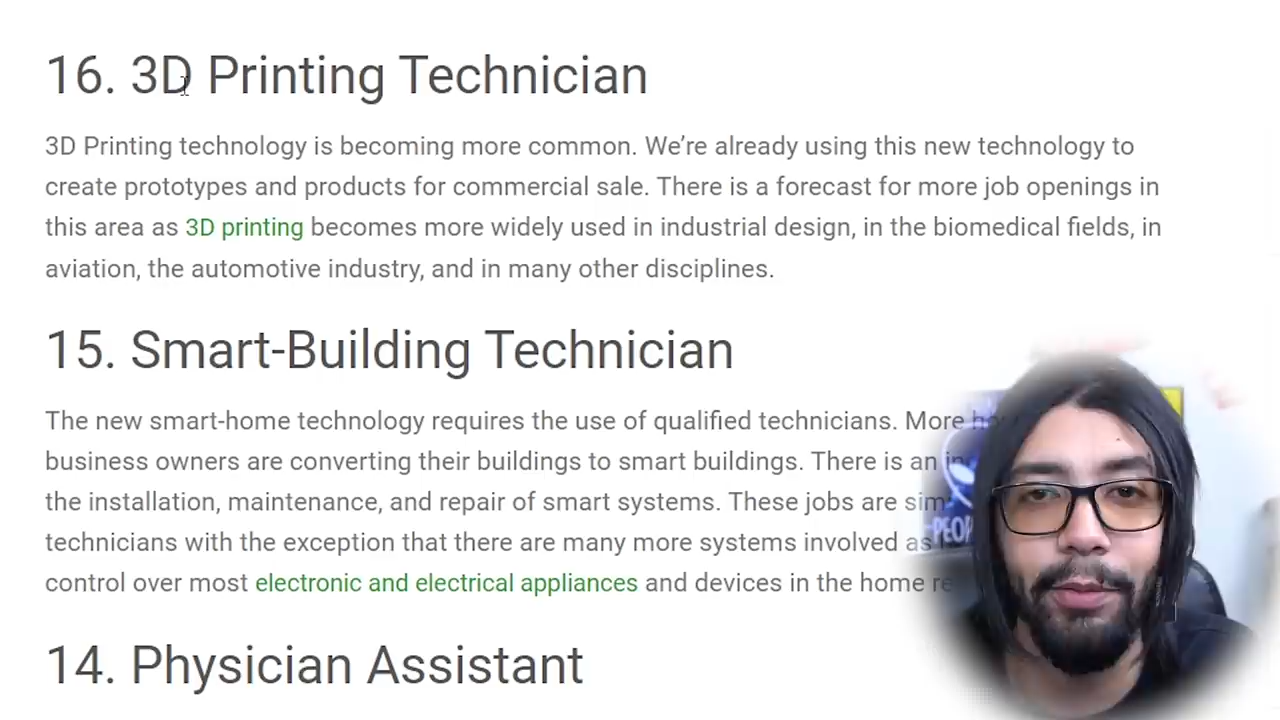 16. 3D Printing Technician
3D Printing technology is becoming more common. We’re already using this new technology to
create prototypes and products for commercial sale. There is a forecast for more job openings in
this area as 3D printing becomes more widely used in industrial design, in the biomedical fields, in
aviation, the automotive industry, and in many other disciplines.
15. Smart-Building Technician
The new smart-home technology requires the use of qualified technicians. More
business owners are converting their buildings to smart buildings. There is an
the installation, maintenance, and repair of smart systems. These jobs are
technicians with the exception that there are many more systems involved as
control over most electronic and electrical appliances and devices in the home
14. Physician Assistant